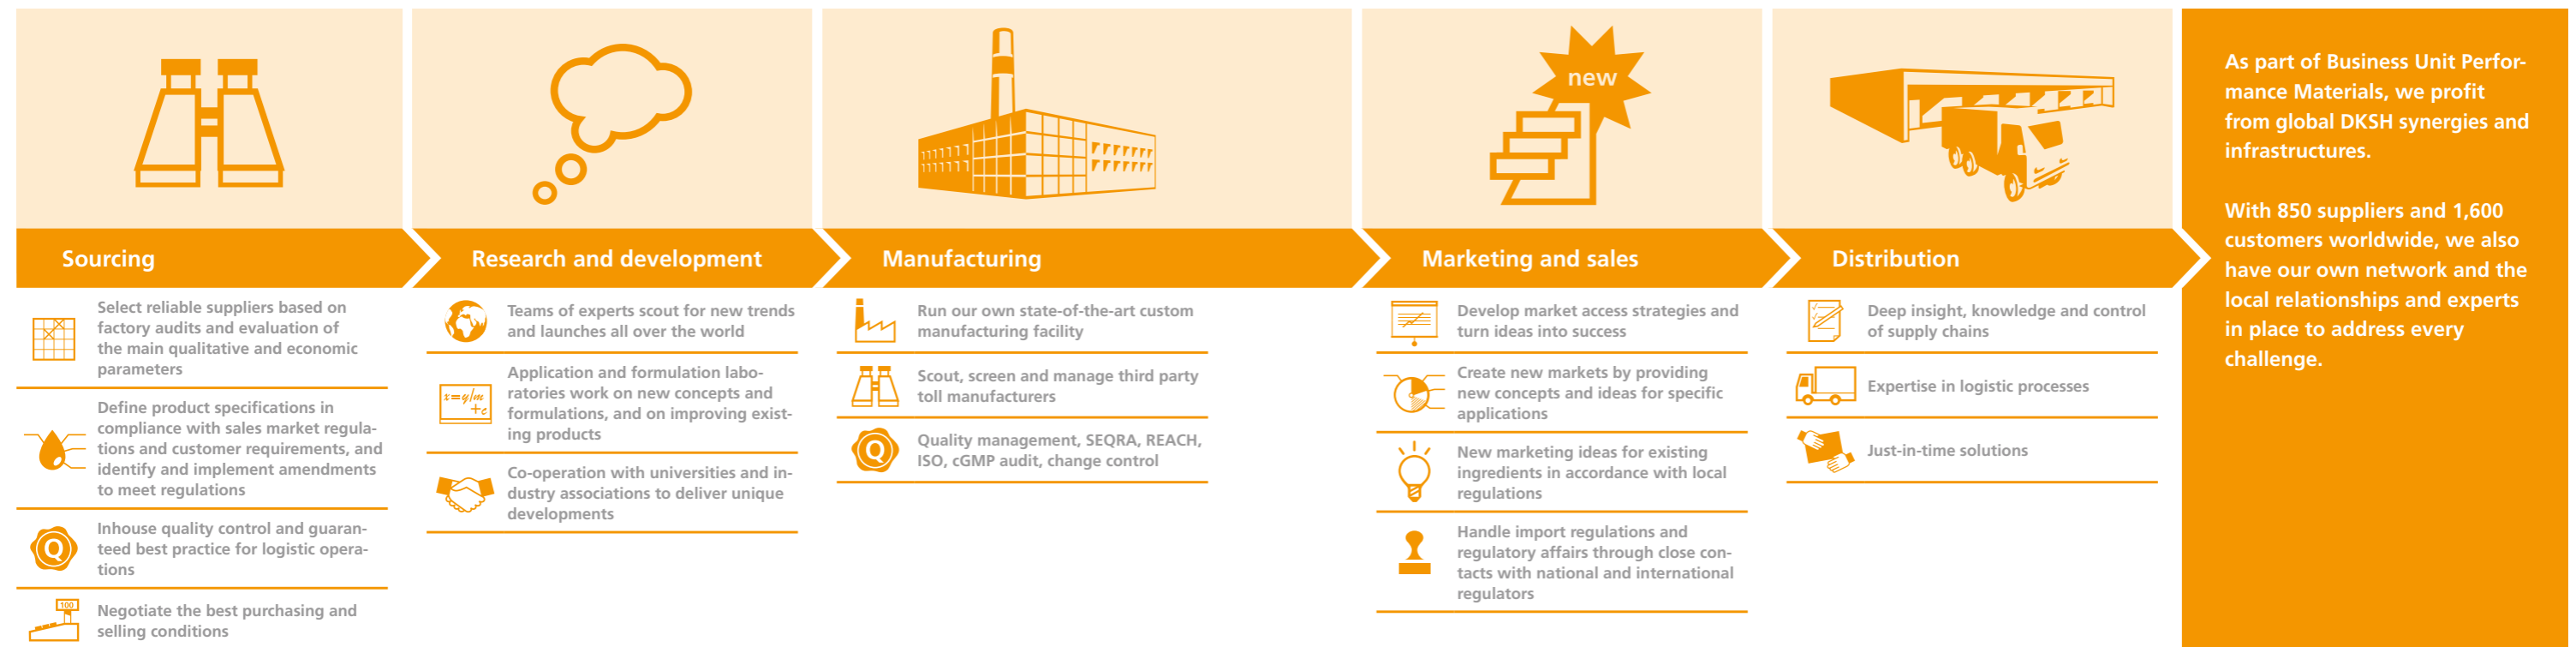 new
Sourcing
Select reliable suppliers based on
factory audits and evaluation of
the main qualitative and economic
parameters
Define product specifications in
compliance with sales market regula-
tions and customer requirements, and
identify and implement amendments
to meet regulations
Q
Inhouse quality control and guaran-
teed best practice for logistic opera-
tions
100
Negotiate the best purchasing and
selling conditions
Research and development
Teams of experts scout for new trends
and launches all over the world
x=y/m
+c
Application and formulation labo-
ratories work on new concepts and
formulations, and on improving exist-
ing products
Co-operation with universities and in-
dustry associations to deliver unique
developments
Manufacturing
Run our own state-of-the-art custom
manufacturing facility
Scout, screen and manage third party
toll manufacturers
Q
Quality management, SEQRA, REACH,
ISO, cGMP audit, change control
Marketing and sales
Develop market access strategies and
turn ideas into success
Create new markets by providing
new concepts and ideas for specific
applications
New marketing ideas for existing
ingredients in accordance with local
regulations
Handle import regulations and
regulatory affairs through close con-
tacts with national and international
regulators
Distribution
Deep insight, knowledge and control
of supply chains
Expertise in logistic processes
Just-in-time solutions
As part of Business Unit Perfor-
mance Materials, we profit
from global DKSH synergies and
infrastructures.
With 850 suppliers and 1,600
customers worldwide, we also
have our own network and the
local relationships and experts
in place to address every
challenge.